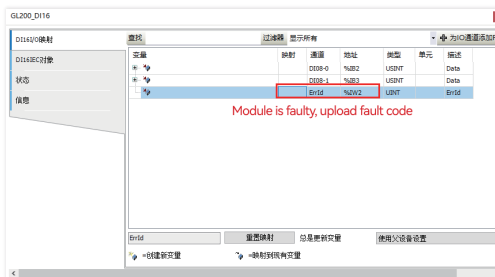 GL200_DI16
DI16I/O映射
DI16IEC对象
状态
信息
查找 过滤器 显示所有 为IO通道添加F
变量 映射 通道 地址 类型 单元 描述
DIO8-0 %IB2 USINT Data
DIO8-1 %IB3 USINT Data
ErrId %IW2 UINT ErrId
Module is faulty, upload fault code
ErrId 重置映射 总是更新变量 使用父设备设置
=创建新变量 =映射到现有变量